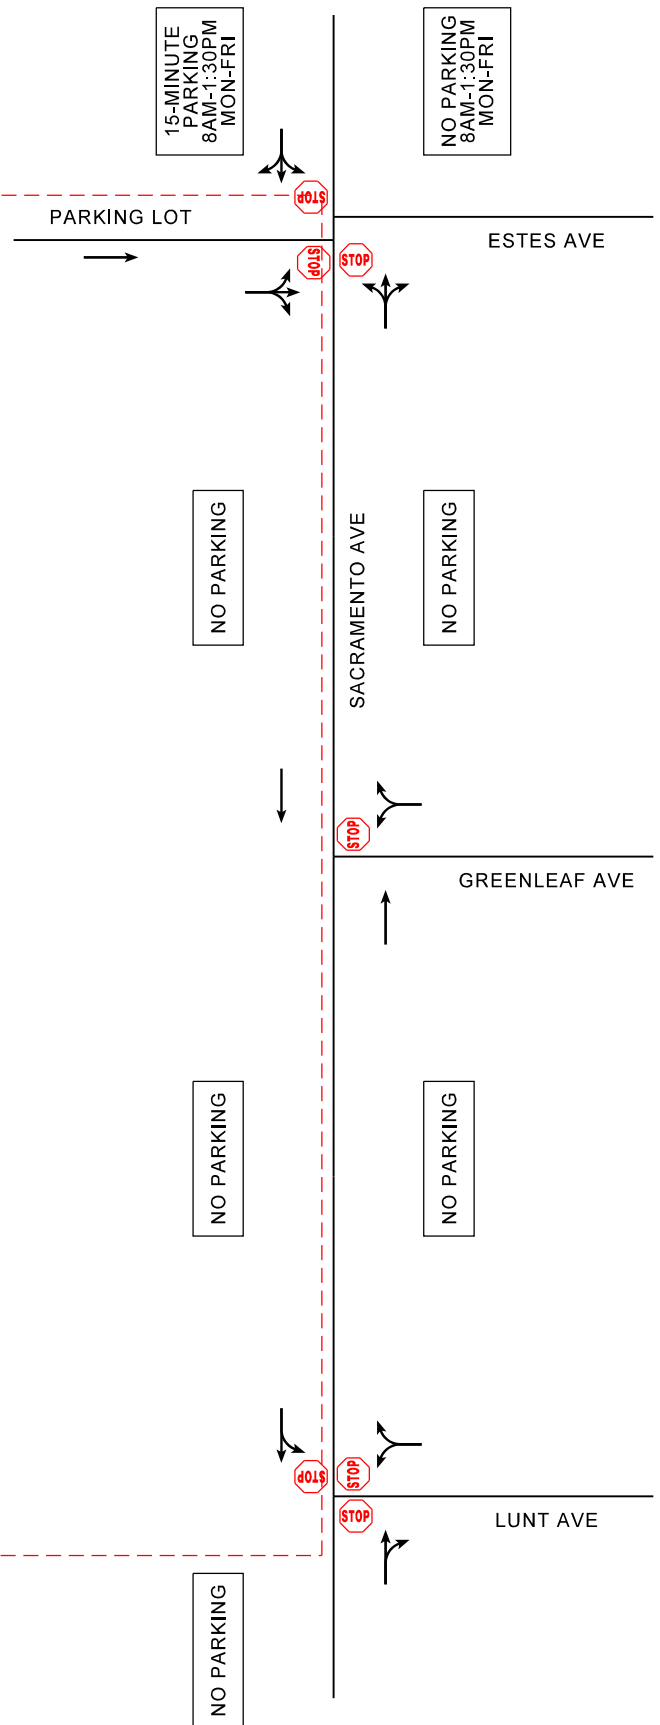 15-MINUTE
PARKING
8AM-1:30PM
MON-FRI
NO PARKING
8AM-1:30PM
MON-FRI
STOP
PARKING LOT
ESTES AVE
STOP
STOP
NO PARKING
SACRAMENTO AVE
NO PARKING
STOP
GREENLEAF AVE
NO PARKING
NO PARKING
STOP
STOP
STOP
LUNT AVE
NO PARKING